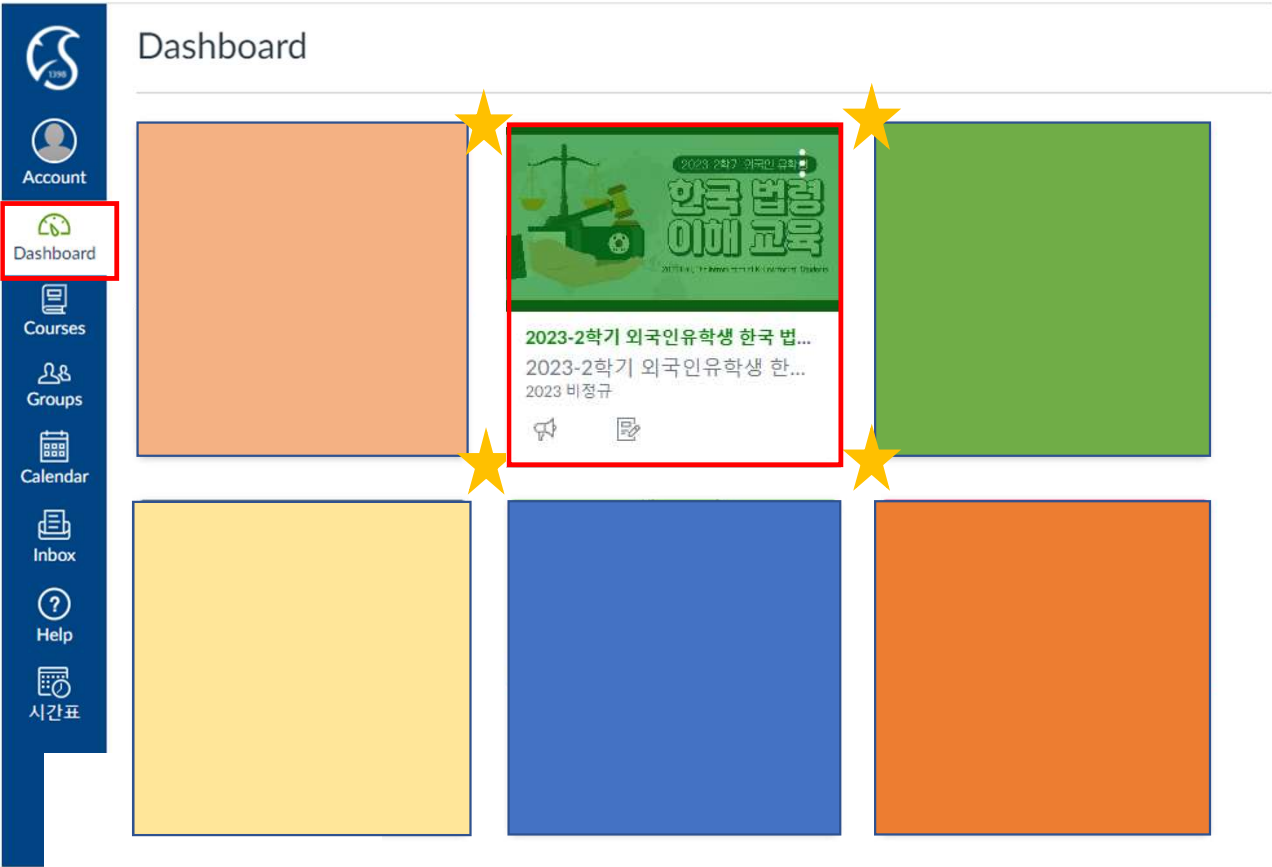 Dashboard
1398
Account
Dashboard
Courses
Groups
Calendar
Inbox
Help
시간표
2023-2학기 외국인 유학생
한국 법령
이해 교육
2023-2학기 외국인유학생 한국 법...
2023-2학기 외국인유학생 한...
2023 비정규